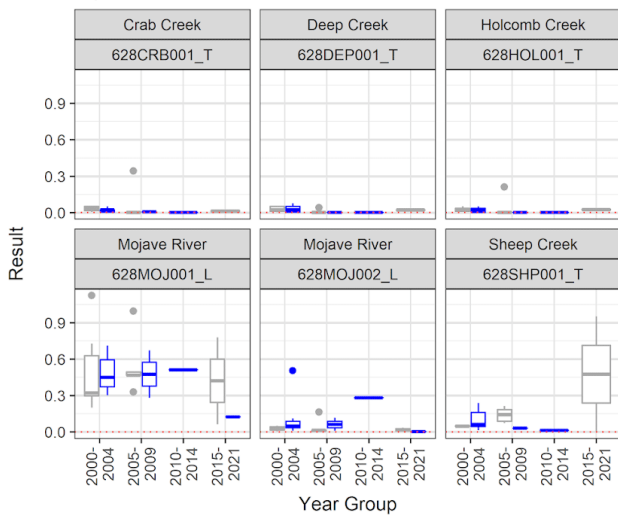 Crab Creek
Deep Creek
Holcomb Creek
628CRB001_T
628DEP001_T
628HOL001_T
0.9
0.6
0.3
0.0
Mojave River
Mojave River
Sheep Creek
628MOJ001_L
628MOJ002_L
628SHP001_T
0.9
0.6
0.3
0.0
Result
2000-
2004
2005-
2009
2010-
2014
2015-
2021
2000-
2004
2005-
2009
2010-
2014
2015-
2021
2000-
2004
2005-
2009
2010-
2014
2015-
2021
Year Group